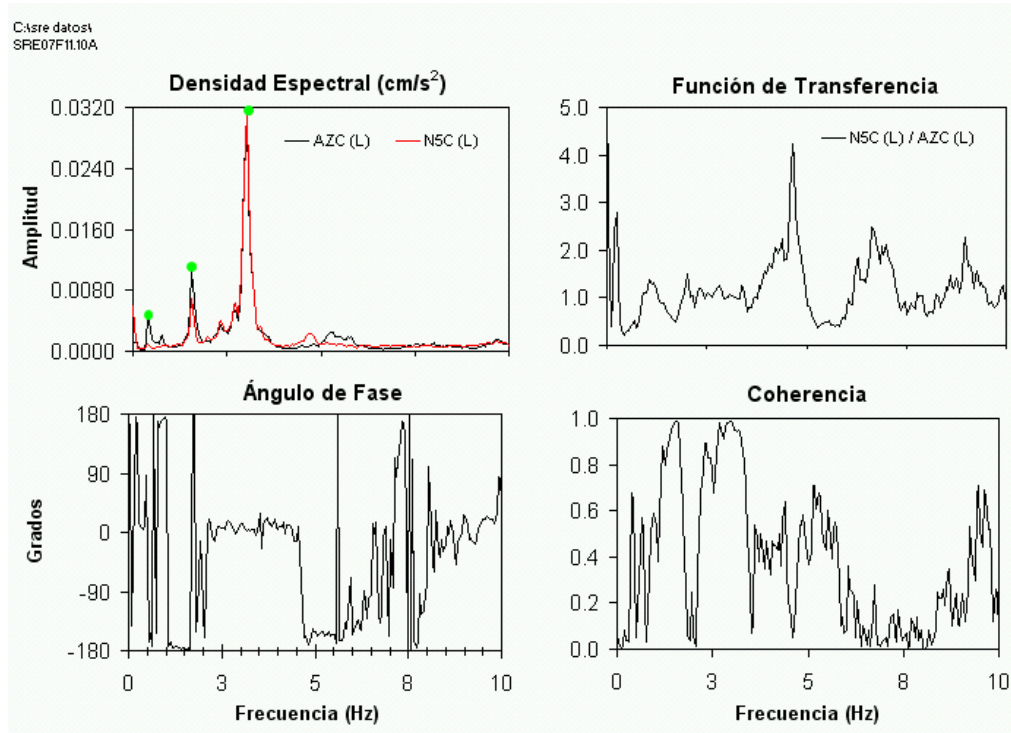 C:\sre datos\
SRE07F11.10A
Densidad Espectral (cm/s²)
Amplitud
0.0320
0.0240
0.0160
0.0080
0.0000
AZC (L)
N5C (L)
Función de Transferencia
5.0
4.0
3.0
2.0
1.0
0.0
N5C (L) / AZC (L)
Ángulo de Fase
Grados
180
90
0
-90
-180
0
3
5
8
10
Frecuencia (Hz)
Coherencia
1.0
0.8
0.6
0.4
0.2
0.0
0
3
5
8
10
Frecuencia (Hz)